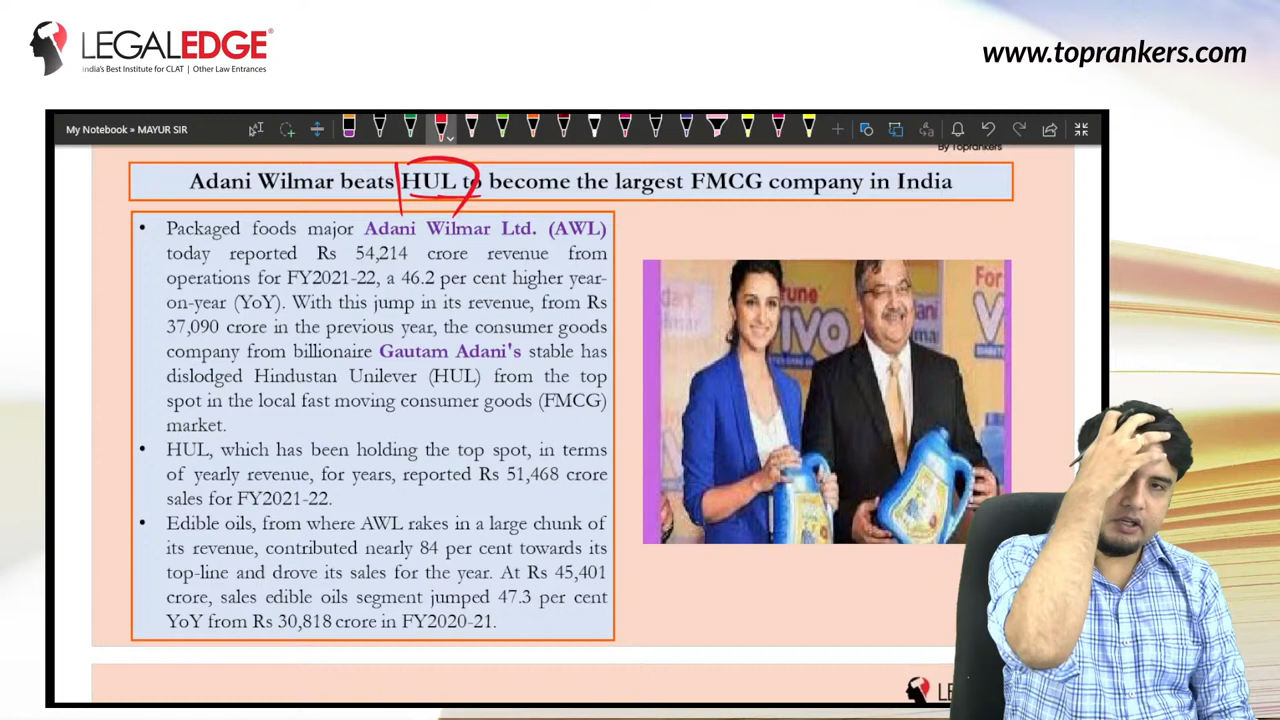 LEGALEDGE
India's Best Institute for CLAT | Other Law Entrances
www.toprankers.com
My Notebook » MAYUR SIR
By Toprankers
Adani Wilmar beats HUL to become the largest FMCG company in India
• Packaged foods major Adani Wilmar Ltd. (AWL)
today reported Rs 54,214 crore revenue from
operations for FY2021-22, a 46.2 per cent higher year-
on-year (YoY). With this jump in its revenue, from Rs
37,090 crore in the previous year, the consumer goods
company from billionaire Gautam Adani's stable has
dislodged Hindustan Unilever (HUL) from the top
spot in the local fast moving consumer goods (FMCG)
market.
• HUL, which has been holding the top spot, in terms
of yearly revenue, for years, reported Rs 51,468 crore
sales for FY2021-22.
• Edible oils, from where AWL rakes in a large chunk of
its revenue, contributed nearly 84 per cent towards its
top-line and drove its sales for the year. At Rs 45,401
crore, sales edible oils segment jumped 47.3 per cent
YoY from Rs 30,818 crore in FY2020-21.
LE